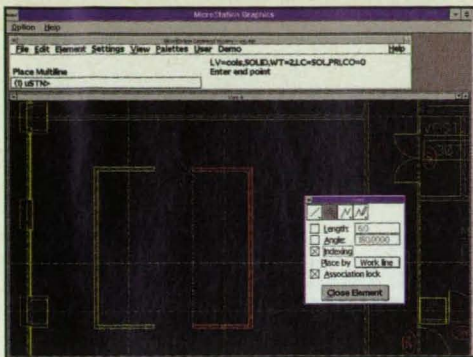 MicroStation Graphics
Option Help
File Edit Element Settings View Palettes User Demo Help
LV=cols,SOLID,WT=2,LC=SOL,PRI,CO=0
Place Multiline Enter end point
(1) uSTN>
Length:
Angle:
Indexing
Place by Work line
Association lock
Close Element